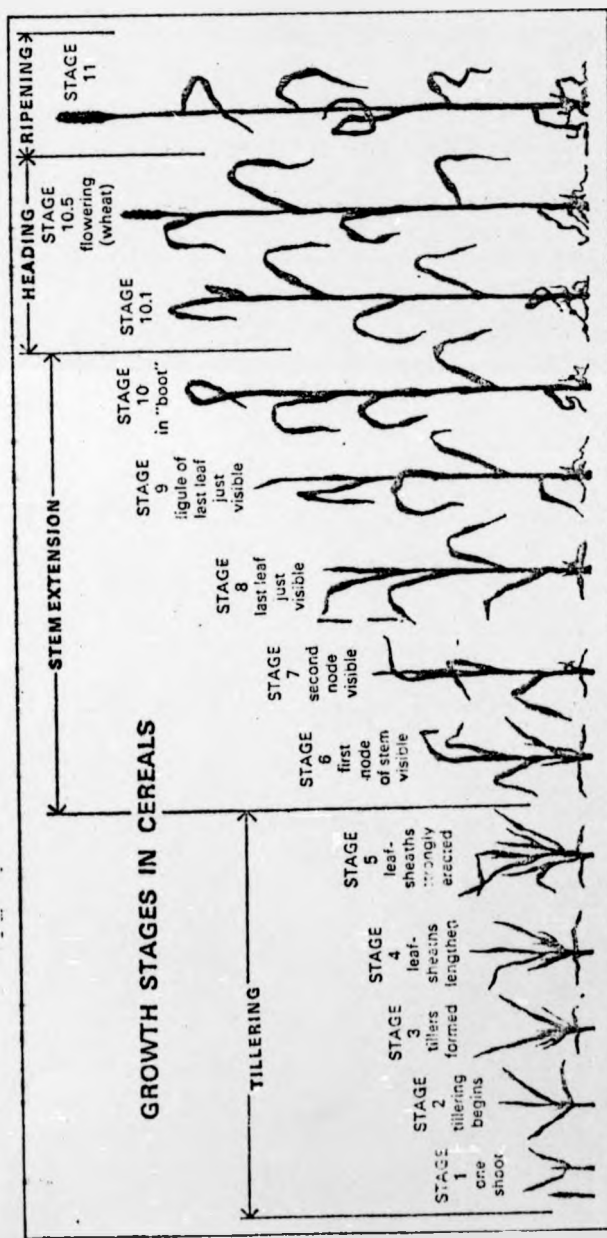 GROWTH STAGES IN CEREALS
TILLERING
STEM EXTENSION
HEADING
RIPENING
STAGE
1
one
shoot
STAGE
2
tillering
begins
STAGE
3
tillers
formed
STAGE
4
leaf-
sheaths
lengthen
STAGE
5
leaf-
sheaths
strongly
erected
STAGE
6
first
node
of stem
visible
STAGE
7
second
node
visible
STAGE
8
last leaf
just
visible
STAGE
9
ligule of
last leaf
just
visible
STAGE
10
in "boot"
STAGE
10.1
STAGE
10.5
flowering
(wheat)
STAGE
11